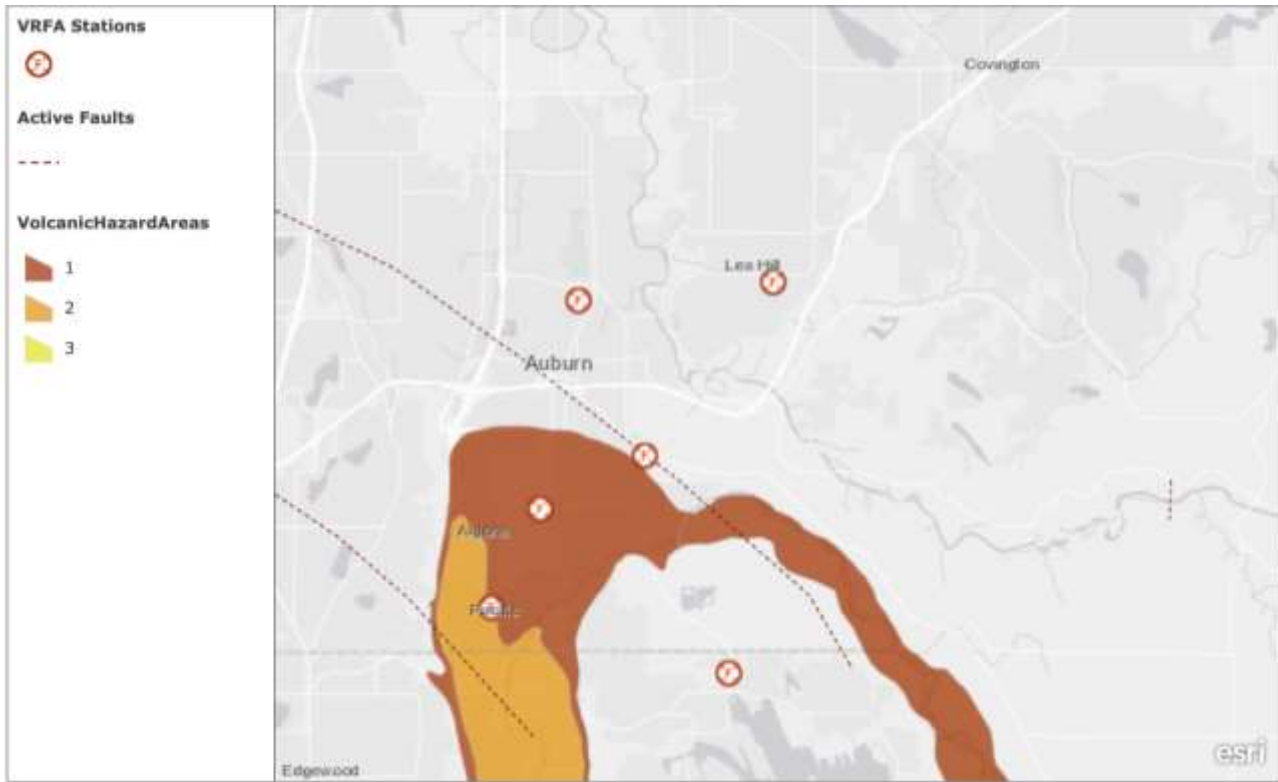 VRFA Stations
F
Active Faults
VolcanicHazardAreas
1
2
3
Covington
Lea Hill
F
F
Auburn
F
F
Algona
Pacific
F
Edgewood
esri